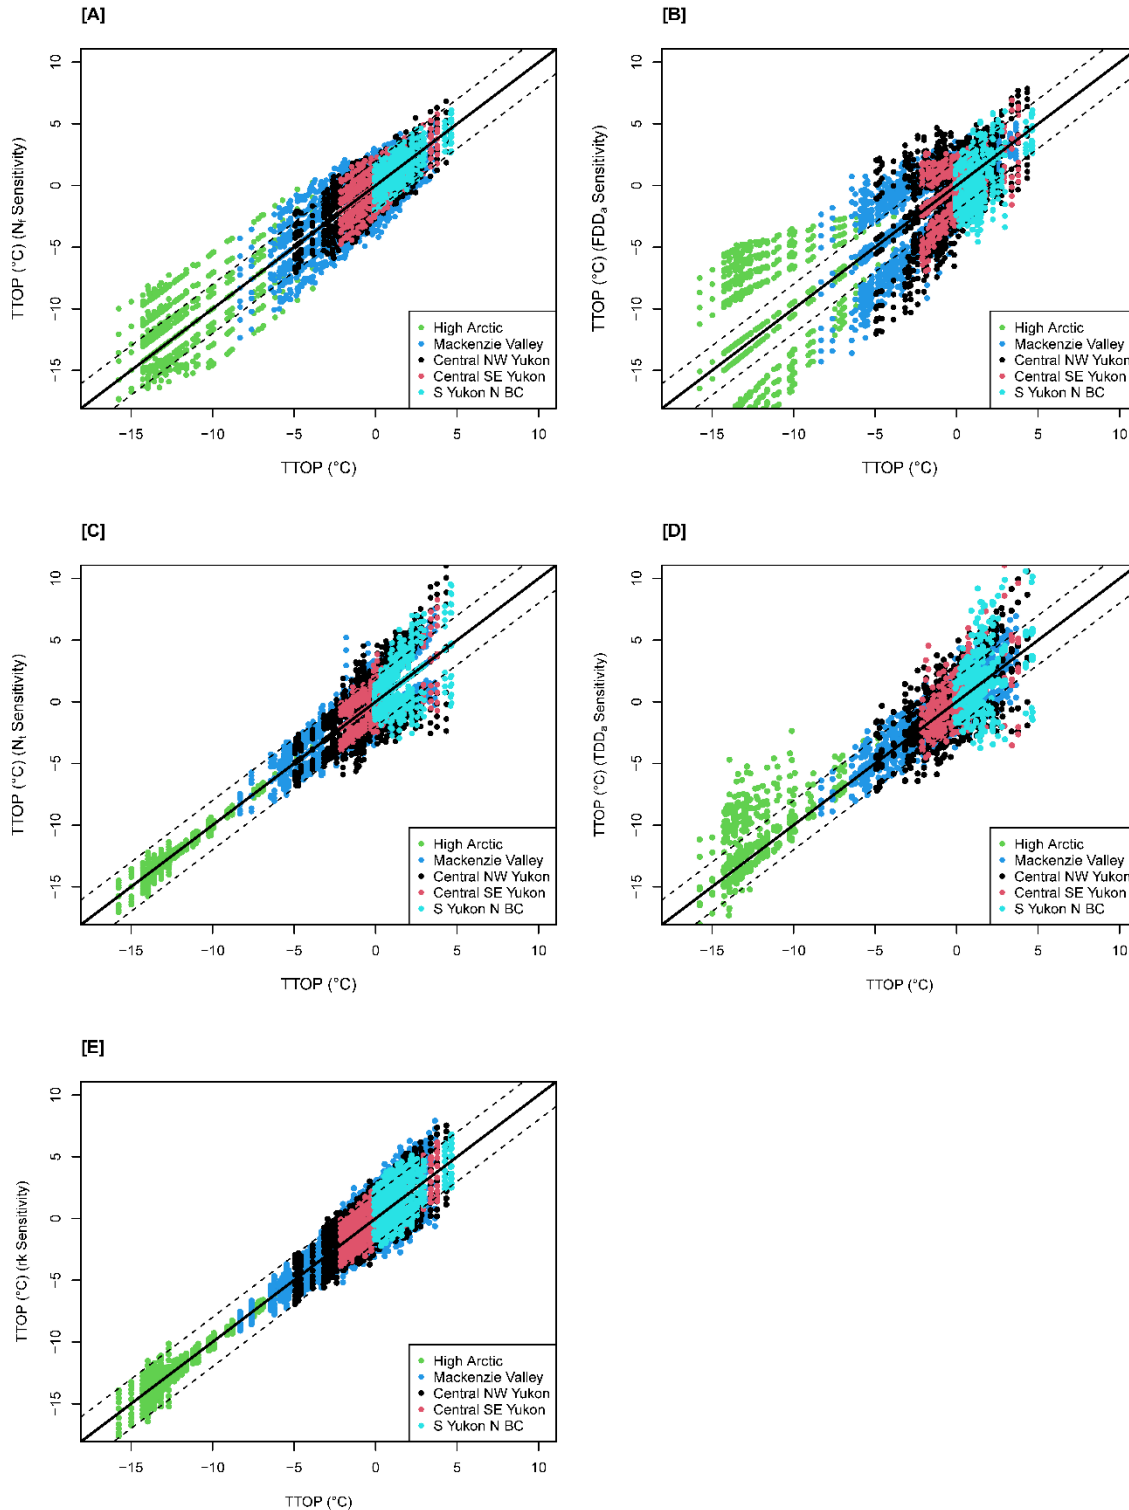 [A]
TTOP (°C) (Nf Sensitivity)
10
5
0
−5
−10
−15
High Arctic
Mackenzie Valley
Central NW Yukon
Central SE Yukon
S Yukon N BC
−15 −10 −5 0 5 10
TTOP (°C)
[B]
TTOP (°C) (FDDa Sensitivity)
10
5
0
−5
−10
−15
High Arctic
Mackenzie Valley
Central NW Yukon
Central SE Yukon
S Yukon N BC
−15 −10 −5 0 5 10
TTOP (°C)
[C]
TTOP (°C) (Nt Sensitivity)
10
5
0
−5
−10
−15
High Arctic
Mackenzie Valley
Central NW Yukon
Central SE Yukon
S Yukon N BC
−15 −10 −5 0 5 10
TTOP (°C)
[D]
TTOP (°C) (TDDa Sensitivity)
10
5
0
−5
−10
−15
High Arctic
Mackenzie Valley
Central NW Yukon
Central SE Yukon
S Yukon N BC
−15 −10 −5 0 5 10
TTOP (°C)
[E]
TTOP (°C) (rk Sensitivity)
10
5
0
−5
−10
−15
High Arctic
Mackenzie Valley
Central NW Yukon
Central SE Yukon
S Yukon N BC
−15 −10 −5 0 5 10
TTOP (°C)